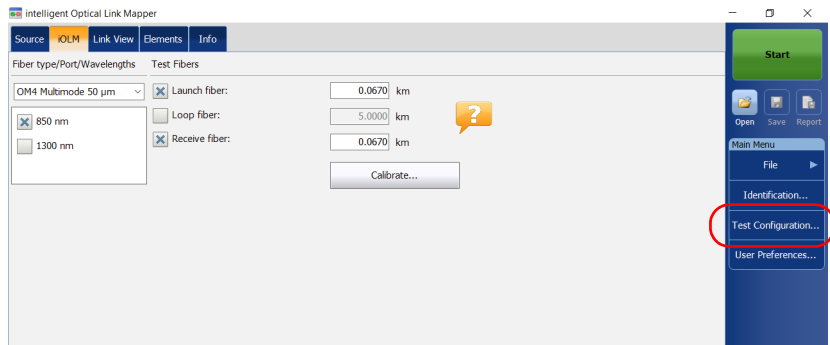 intelligent Optical Link Mapper
Source iOLM Link View Elements Info
Fiber type/Port/Wavelengths Test Fibers
OM4 Multimode 50 µm
Launch fiber: 0.0670 km
850 nm
Loop fiber: 5.0000 km
1300 nm
Receive fiber: 0.0670 km
Calibrate...
?
Start
Open Save Report
Main Menu
File
Identification...
Test Configuration...
User Preferences...